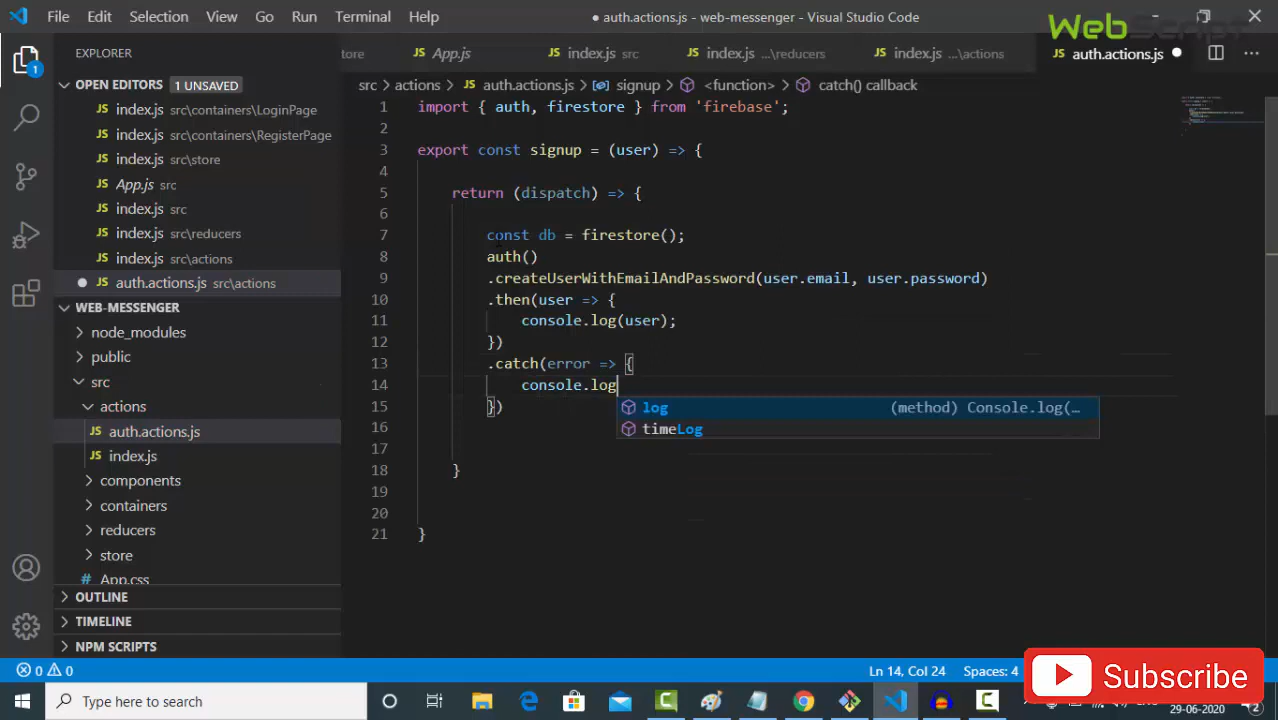 File Edit Selection View Go Run Terminal Help
● auth.actions.js - web-messenger - Visual Studio Code
WebScript
EXPLORER
store
JS App.js
JS index.js src
JS index.js ...\reducers
JS index.js ...\actions
JS auth.actions.js
OPEN EDITORS 1 UNSAVED
JS index.js src\containers\LoginPage
JS index.js src\containers\RegisterPage
JS index.js src\store
JS App.js src
JS index.js src
JS index.js src\reducers
JS index.js src\actions
JS auth.actions.js src\actions
WEB-MESSENGER
node_modules
public
src
actions
JS auth.actions.js
JS index.js
components
containers
reducers
store
# App.css
OUTLINE
TIMELINE
NPM SCRIPTS
src > actions > JS auth.actions.js > signup > <function> > catch() callback
1 import { auth, firestore } from 'firebase';
2
3 export const signup = (user) => {
4
5 return (dispatch) => {
6
7 const db = firestore();
8 auth()
9 .createUserWithEmailAndPassword(user.email, user.password)
10 .then(user => {
11 console.log(user);
12 })
13 .catch(error => {
14 console.log
15 })
16
17
18 }
19
20
21 }
log (method) Console.log(…
timeLog
1
0 0
Ln 14, Col 24 Spaces: 4
Subscribe
Type here to search
ENG
29-06-2020
2